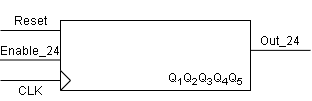 Reset
Enable_24
Out_24
Q1Q2Q3Q4Q5
CLK